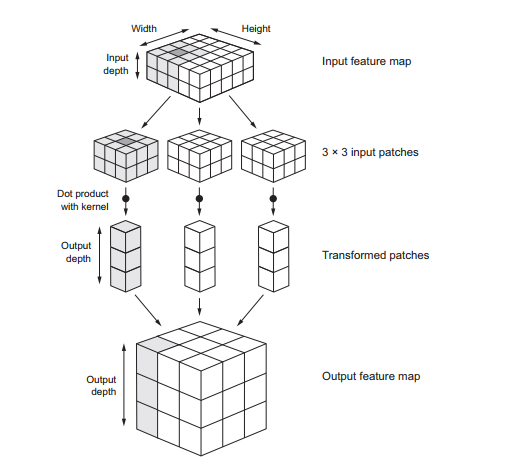 Width
Height
Input
depth
Input feature map
3 × 3 input patches
Dot product
with kernel
Output
depth
Transformed patches
Output
depth
Output feature map